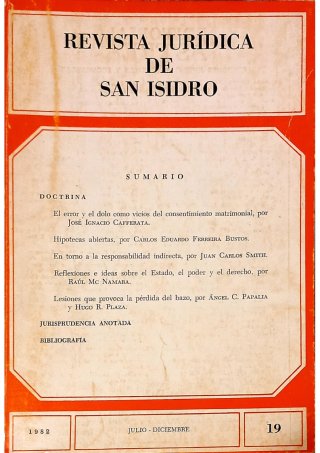 REVISTA JURÍDICA
DE
SAN ISIDRO
SUMARIO
DOCTRINA
El error y el dolo como vicios del consentimiento matrimonial, por
JOSÉ IGNACIO CAFFERATA.
Hipotecas abiertas, por CARLOS EDUARDO FERREIRA BUSTOS.
En torno a la responsabilidad indirecta, por JUAN CARLOS SMITH.
Reflexiones e ideas sobre el Estado, el poder y el derecho, por
RAÚL MC NAMARA.
Lesiones que provoca la pérdida del bazo, por ÁNGEL C. PAPALIA
Y HUGO R. PLAZA.
JURISPRUDENCIA ANOTADA
BIBLIOGRAFIA
1982
JULIO - DICIEMBRE
19